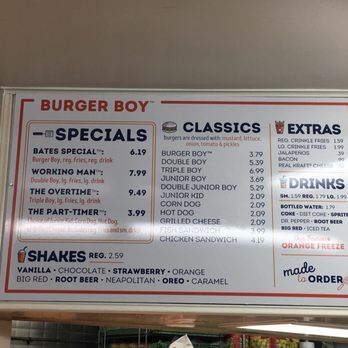 BURGER BOY™
SPECIALS
BATES SPECIAL™: 6.19
Burger Boy, reg. fries, reg. drink
WORKING MAN™: 7.99
Double Boy, lg. fries, lg. drink
THE OVERTIME™: 9.49
Triple Boy, lg. fries, lg. drink
THE PART-TIMER™: 3.99
CLASSICS
burgers are dressed with: mustard, lettuce,
onion, tomato & pickles
BURGER BOY™ 3.79
DOUBLE BOY 5.39
TRIPLE BOY 6.99
JUNIOR BOY 3.69
DOUBLE JUNIOR BOY 5.29
JUNIOR KID 2.09
CORN DOG 2.09
HOT DOG 2.09
GRILLED CHEESE 2.09
FISH SANDWICH 3.99
CHICKEN SANDWICH 4.19
EXTRAS
REG. CRINKLE FRIES 1.59
LG. CRINKLE FRIES 1.99
JALAPEÑOS .39
BACON .99
REAL KRAFT® CHEESE
DRINKS
SM. 1.59 REG. 1.79 LG. 1.99
BOTTLED WATER: 1.79
COKE • DIET COKE • SPRITE
DR. PEPPER • ROOT BEER
BIG RED • ICED TEA
ORANGE FREEZE
made
to ORDER
SHAKES REG. 2.59
VANILLA • CHOCOLATE • STRAWBERRY • ORANGE
BIG RED • ROOT BEER • NEAPOLITAN • OREO • CARAMEL